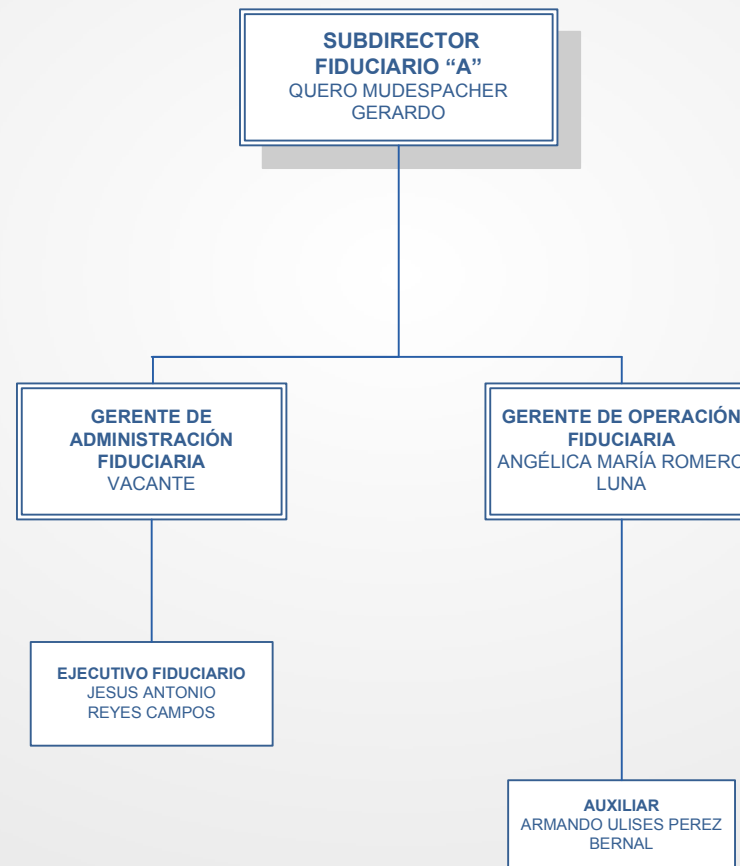 SUBDIRECTOR
FIDUCIARIO “A”
QUERO MUDESPACHER
GERARDO
GERENTE DE
ADMINISTRACIÓN
FIDUCIARIA
VACANTE
GERENTE DE OPERACIÓN
FIDUCIARIA
ANGÉLICA MARÍA ROMERO
LUNA
EJECUTIVO FIDUCIARIO
JESUS ANTONIO
REYES CAMPOS
AUXILIAR
ARMANDO ULISES PEREZ
BERNAL